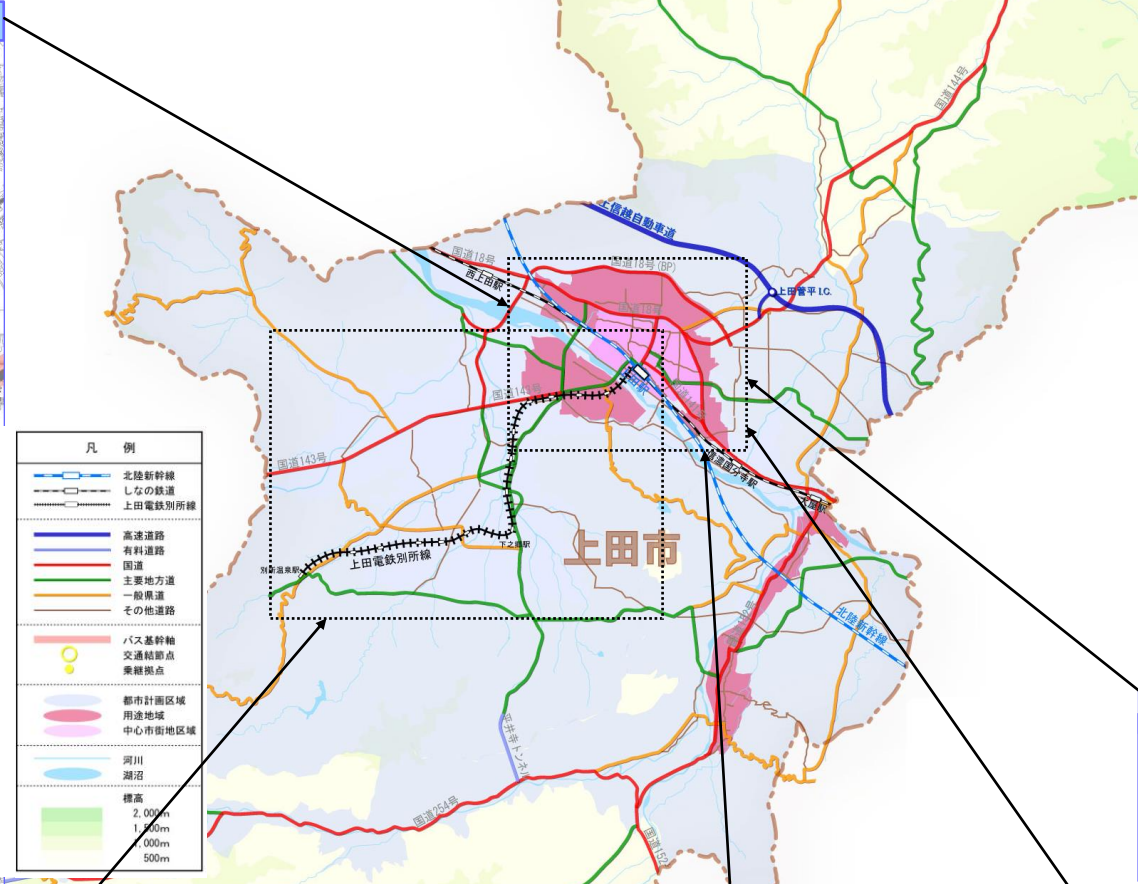 国道144号
上信越自動車道
国道18号
国道18号(BP)
西上田駅
上田菅平I.C.
国道18号
国道143号
国道143号
信濃国分寺駅
大屋駅
上田市
下之郷駅
上田電鉄別所線
別所温泉駅
北陸新幹線
平井寺トンネル
国道254号
国道152
凡 例
北陸新幹線
しなの鉄道
上田電鉄別所線
高速道路
有料道路
国道
主要地方道
一般県道
その他道路
バス基幹軸
交通結節点
乗継拠点
都市計画区域
用途地域
中心市街地区域
河川
湖沼
標高
2,000m
1,500m
1,000m
500m